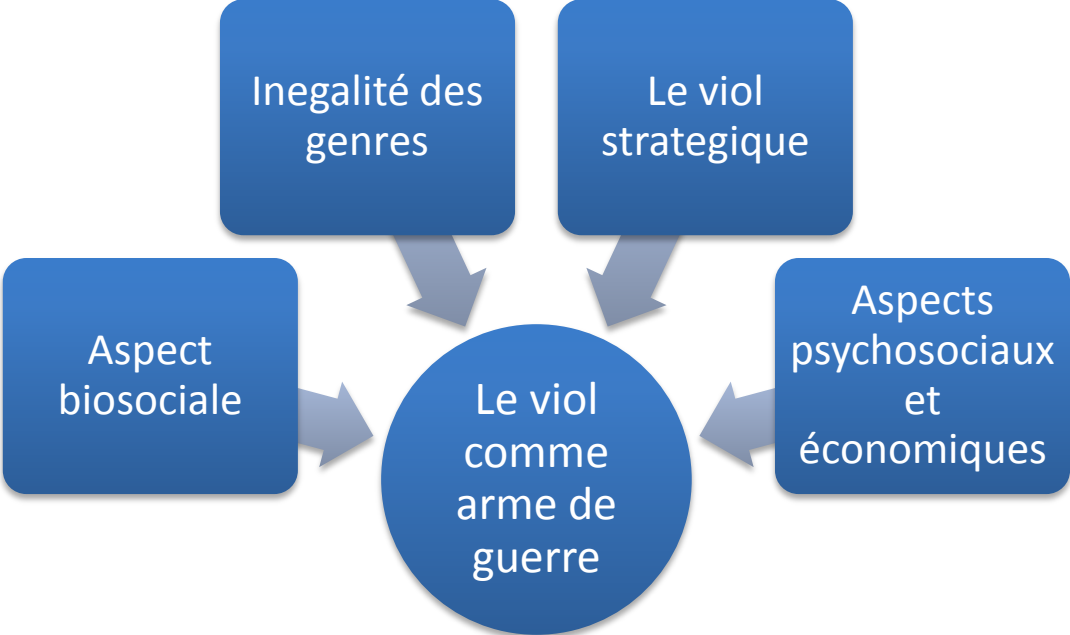 Inegalité des
genres
Le viol
strategique
Aspect
biosociale
Aspects
psychosociaux
et
économiques
Le viol
comme
arme de
guerre